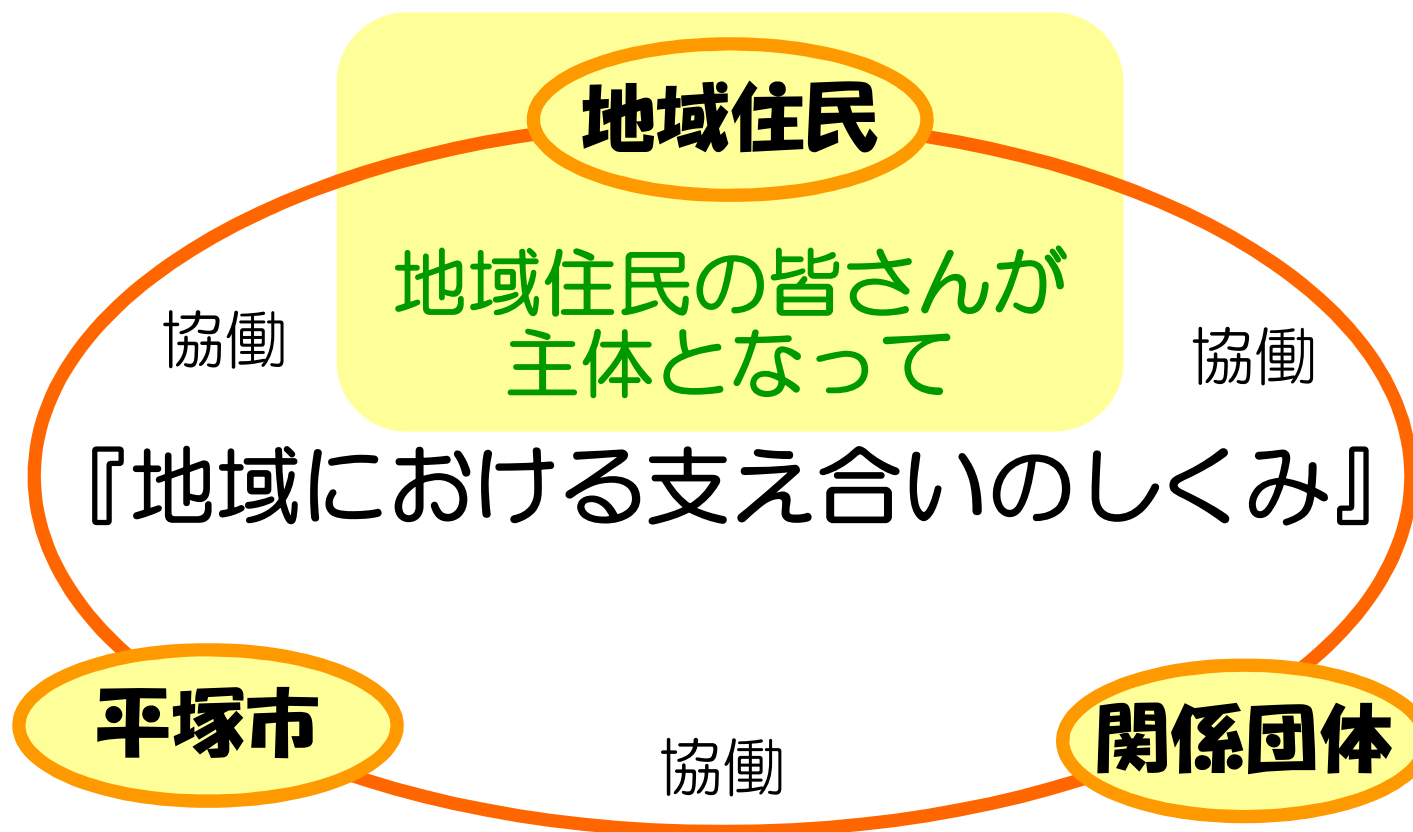 地域住民
地域住民の皆さんが
主体となって
協働
協働
『地域における支え合いのしくみ』
平塚市
関係団体
協働